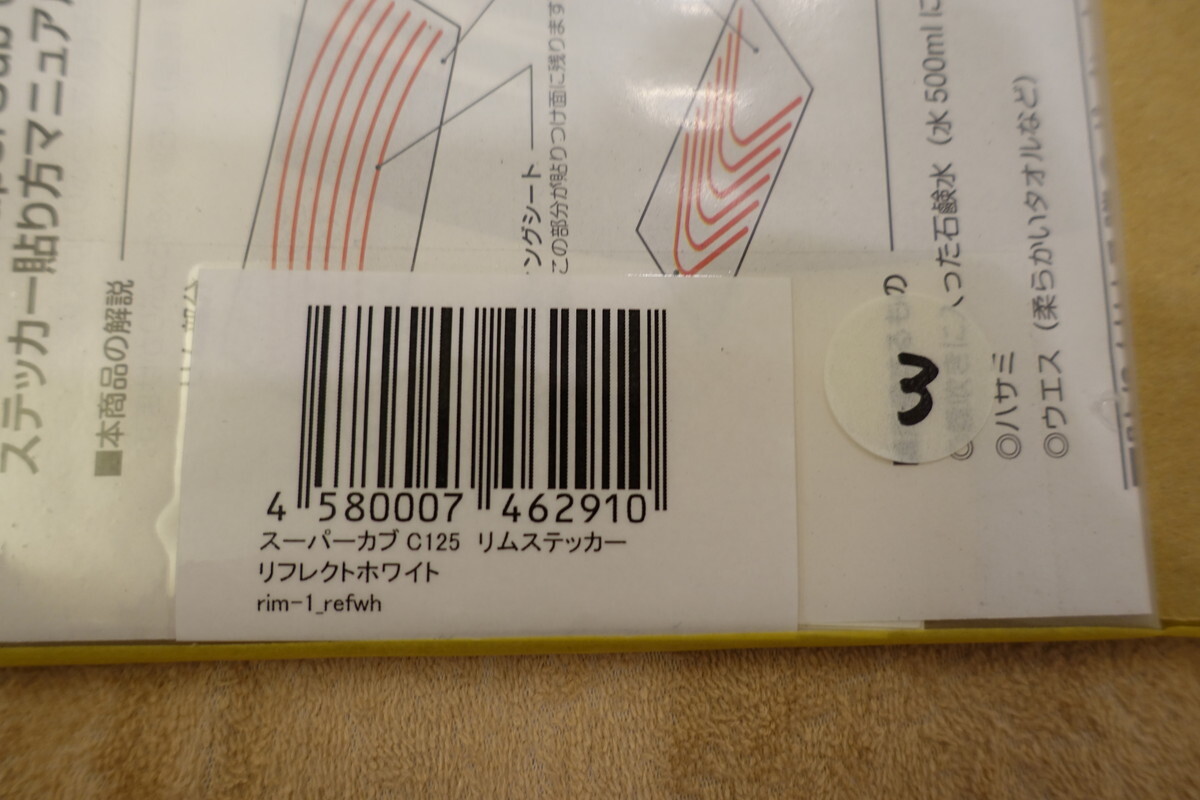 ステッカー貼り方マニュアル
■本商品の解説
ングシート
この部分が貼りつけ面に残ります
るもの
入った石鹸水（水 500ml に
◎ハサミ
◎ウエス（柔らかいタオルなど）
3
4 580007 462910
スーパーカブ C125 リムステッカー
リフレクトホワイト
rim-1_refwh